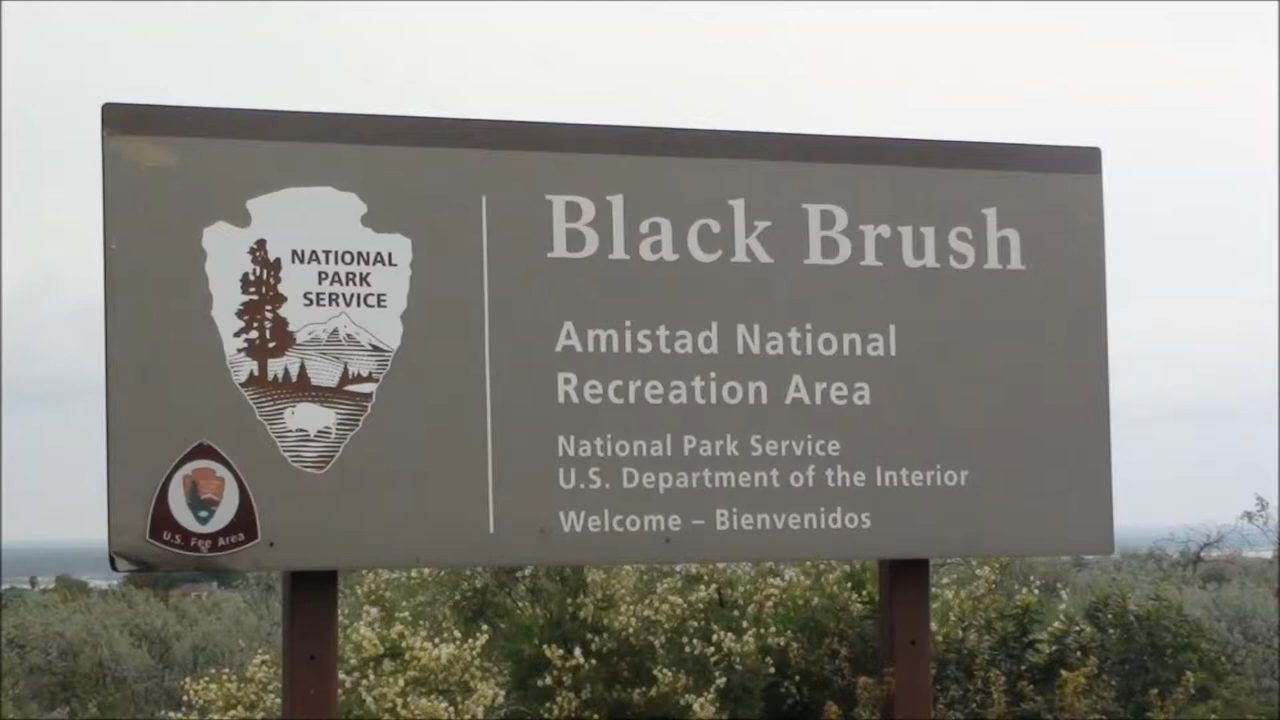 NATIONAL
PARK
SERVICE
U.S. Fee Area
Black Brush
Amistad National
Recreation Area
National Park Service
U.S. Department of the Interior
Welcome – Bienvenidos